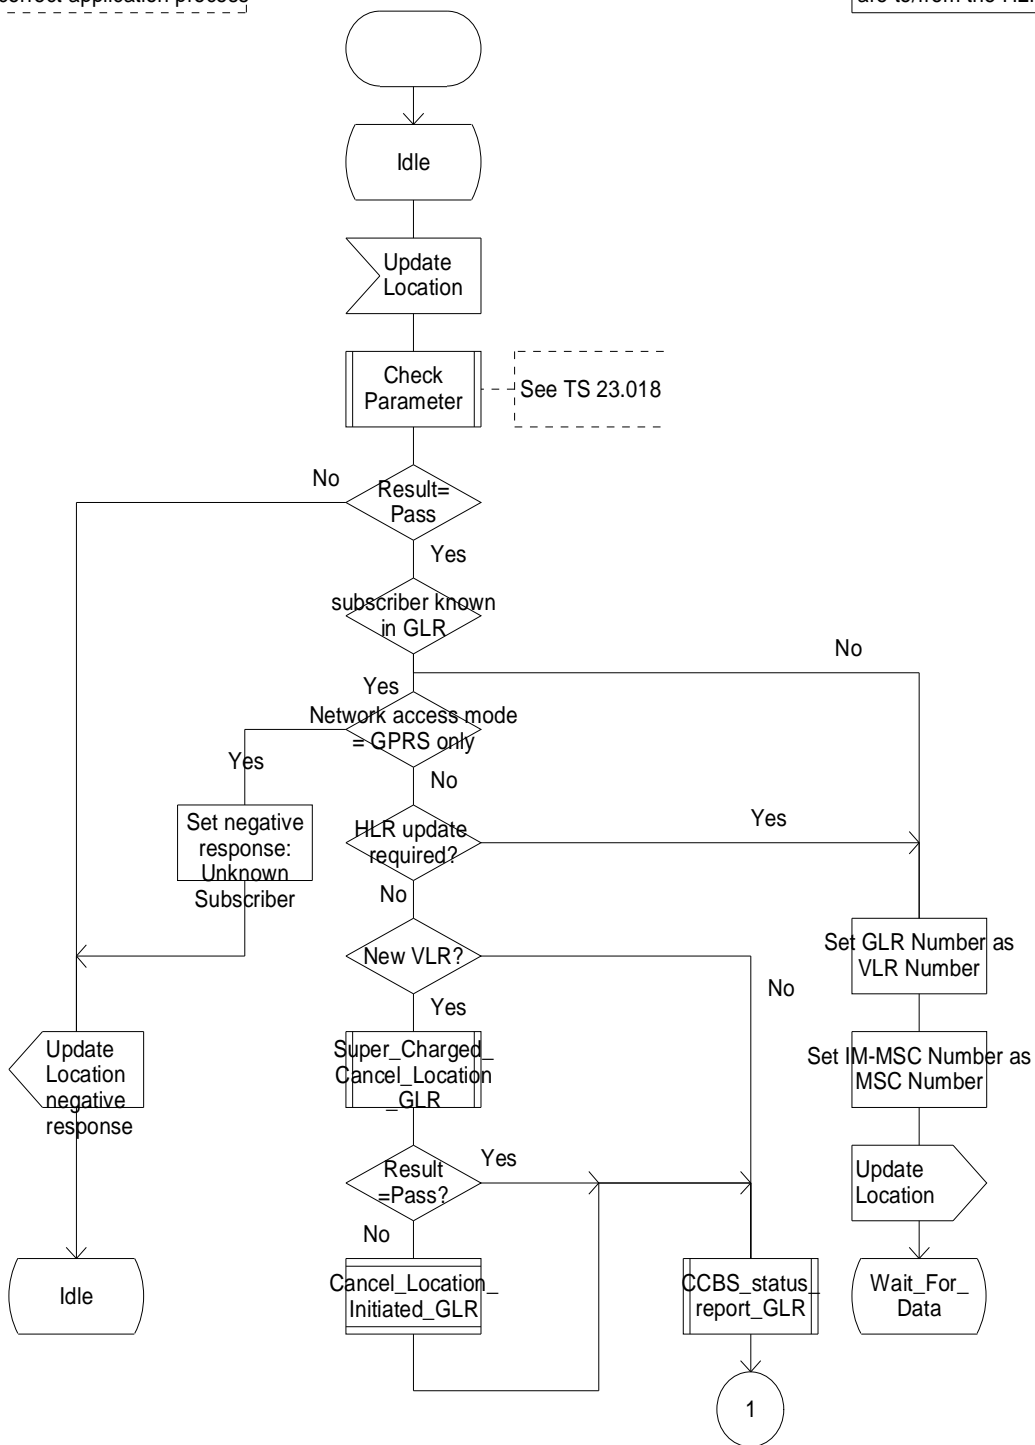 correct application process
Idle
Update
Location
Check
Parameter
See TS 23.018
No
Result=
Pass
Yes
subscriber known
in GLR
No
Yes
Network access mode
= GPRS only
Yes
No
Set negative
response:
Unknown
Subscriber
HLR update
required?
Yes
No
New VLR?
No
Set GLR Number as
VLR Number
Yes
Update
Location
negative
response
Super_Charged_
Cancel_Location
_GLR
Set IM-MSC Number as
MSC Number
Result
=Pass?
Yes
Update
Location
No
Idle
Cancel_Location_
Initiated_GLR
CCBS_status_
report_GLR
Wait_For_
Data
1